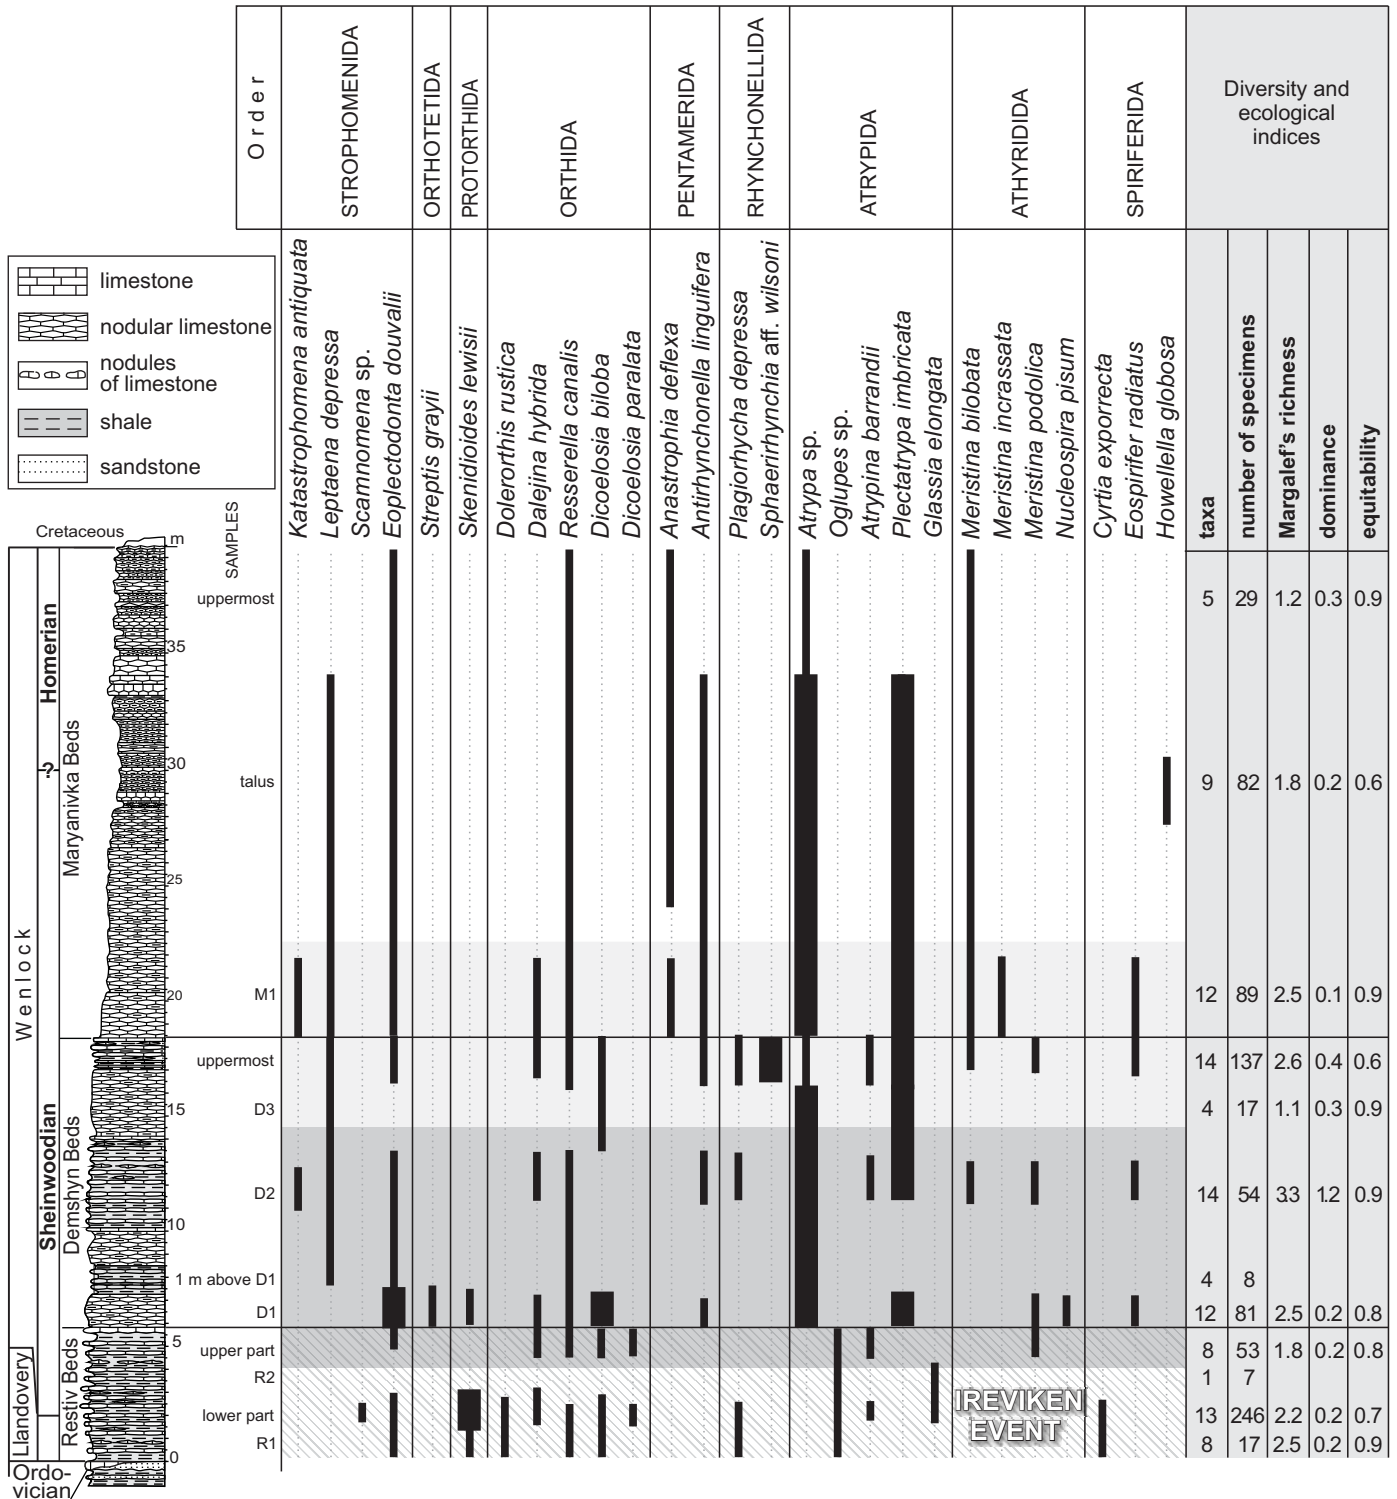 Order
STROPHOMENIDA
ORTHOTETIDA
PROTORTHIDA
ORTHIDA
PENTAMERIDA
RHYNCHONELLIDA
ATRYPIDA
ATHYRIDIDA
SPIRIFERIDA
Diversity and
ecological
indices
limestone
nodular limestone
nodules
of limestone
shale
sandstone
Katastrophomena antiquata
Leptaena depressa
Scammomena sp.
Eoplectodonta douvalii
Streptis grayii
Skenidioides lewisii
Dolerorthis rustica
Dalejina hybrida
Resserella canalis
Dicoelosia biloba
Dicoelosia paralata
Anastrophia deflexa
Antirhynchonella linguifera
Plagiorhycha depressa
Sphaerirhynchia aff. wilsoni
Atrypa sp.
Oglupes sp.
Atrypina barrandii
Plectatrypa imbricata
Glassia elongata
Meristina bilobata
Meristina incrassata
Meristina podolica
Nucleospira pisum
Cyrtia exporrecta
Eospirifer radiatus
Howellella globosa
taxa
number of specimens
Margalef's richness
dominance
equitability
Cretaceous
m
SAMPLES
uppermost 5 29 1.2 0.3 0.9
35
30
talus 9 82 1.8 0.2 0.6
25
20
M1 12 89 2.5 0.1 0.9
uppermost 14 137 2.6 0.4 0.6
15
D3 4 17 1.1 0.3 0.9
D2 14 54 33 1.2 0.9
10
1 m above D1 4 8
D1 12 81 2.5 0.2 0.8
5
upper part 8 53 1.8 0.2 0.8
R2 1 7
lower part 13 246 2.2 0.2 0.7
R1 8 17 2.5 0.2 0.9
0
IREVIKEN
EVENT
Wenlock
Homerian
?
Sheinwoodian
Maryanivka Beds
Demshyn Beds
Restiv Beds
Llandovery
Ordo-
vician